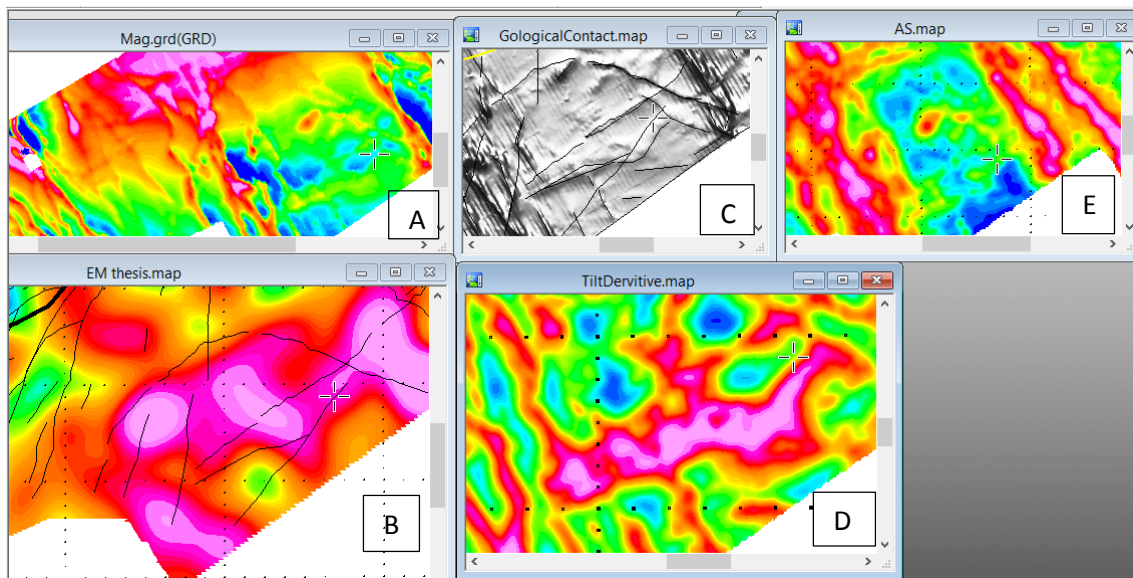 Mag.grd(GRD)
GologicalContact.map
AS.map
A
C
E
EM thesis.map
TiltDervitive.map
B
D